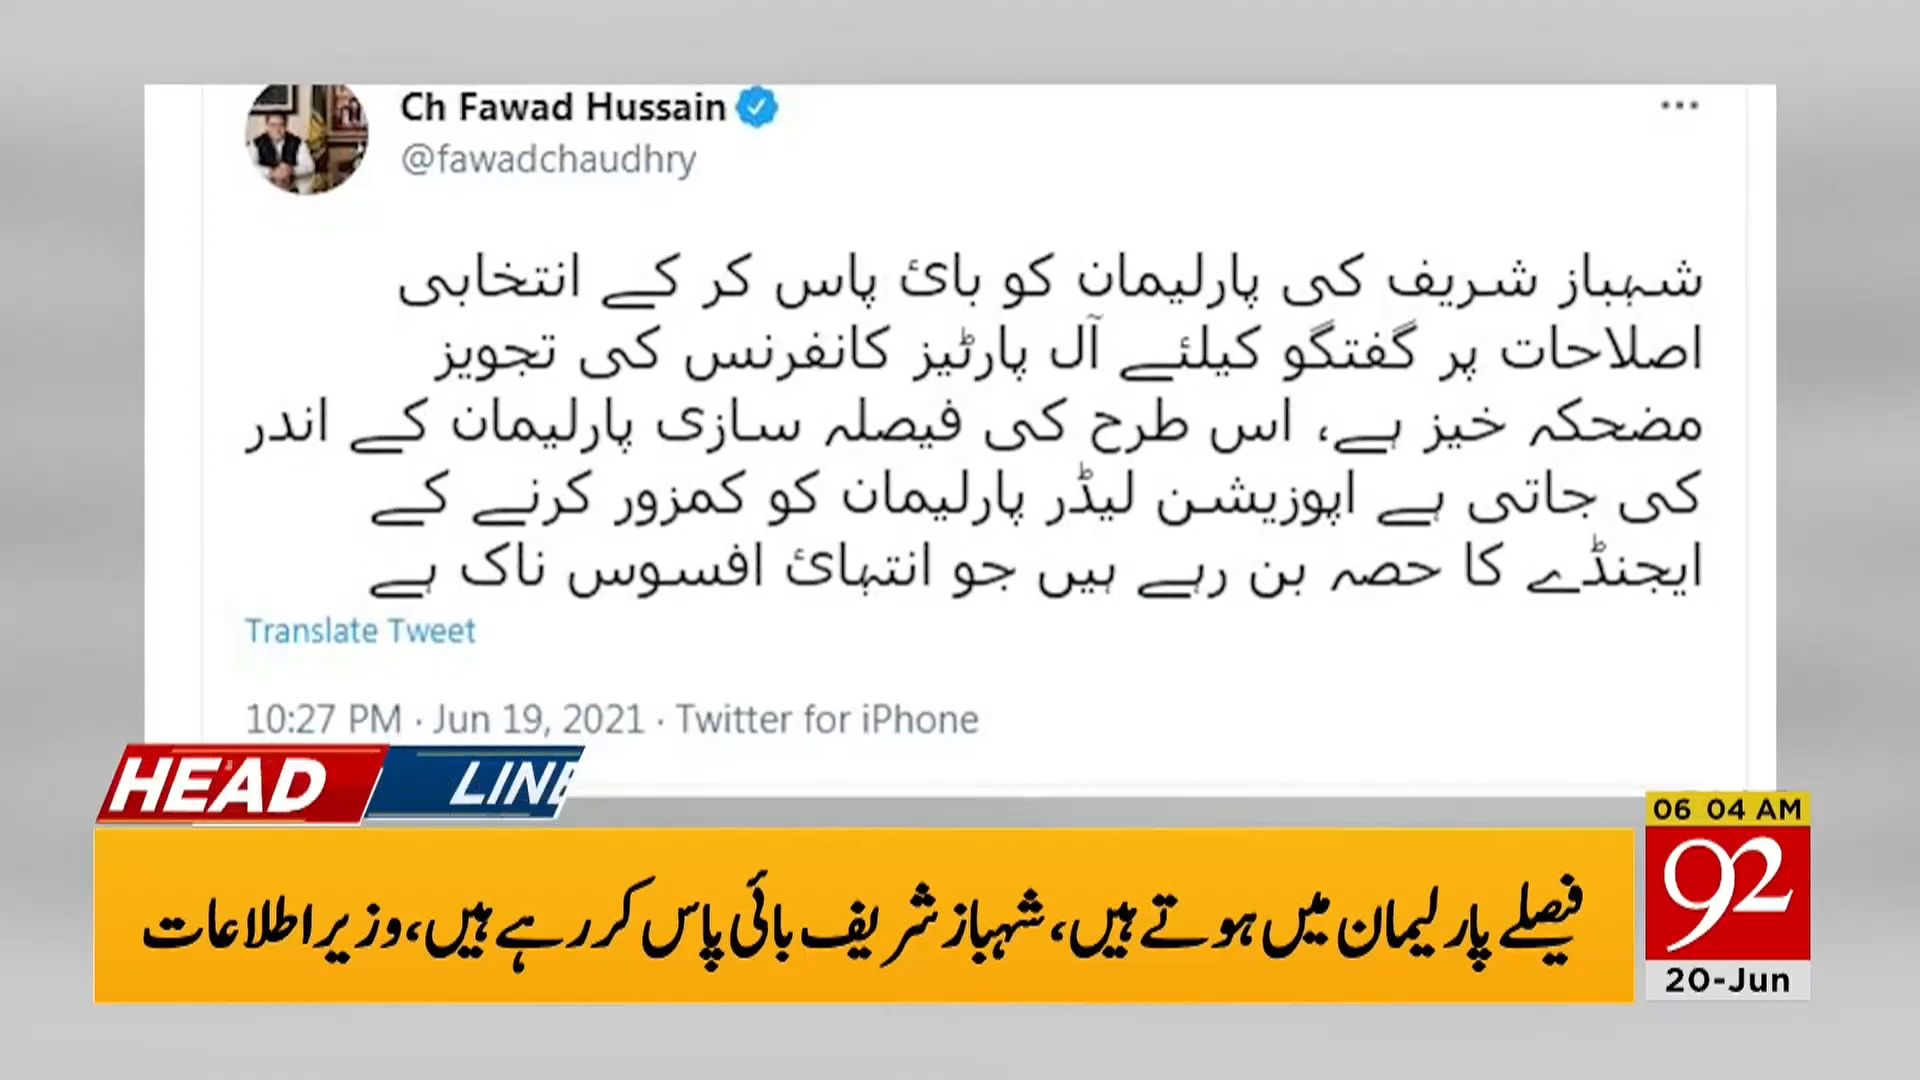 Ch Fawad Hussain
@fawadchaudhry
شہباز شریف کی پارلیمان کو بائ پاس کر کے انتخابی
اصلاحات پر گفتگو کیلئے آل پارٹیز کانفرنس کی تجویز
مضحکہ خیز ہے، اس طرح کی فیصلہ سازی پارلیمان کے اندر
کی جاتی ہے اپوزیشن لیڈر پارلیمان کو کمزور کرنے کے
ایجنڈے کا حصہ بن رہے ہیں جو انتہائ افسوس ناک ہے
Translate Tweet
10:27 PM · Jun 19, 2021 · Twitter for iPhone
HEAD LINE
06 04 AM
فیصلے پارلیمان میں ہوتے ہیں، شہباز شریف بائی پاس کر رہے ہیں، وزیر اطلاعات
92
20-Jun